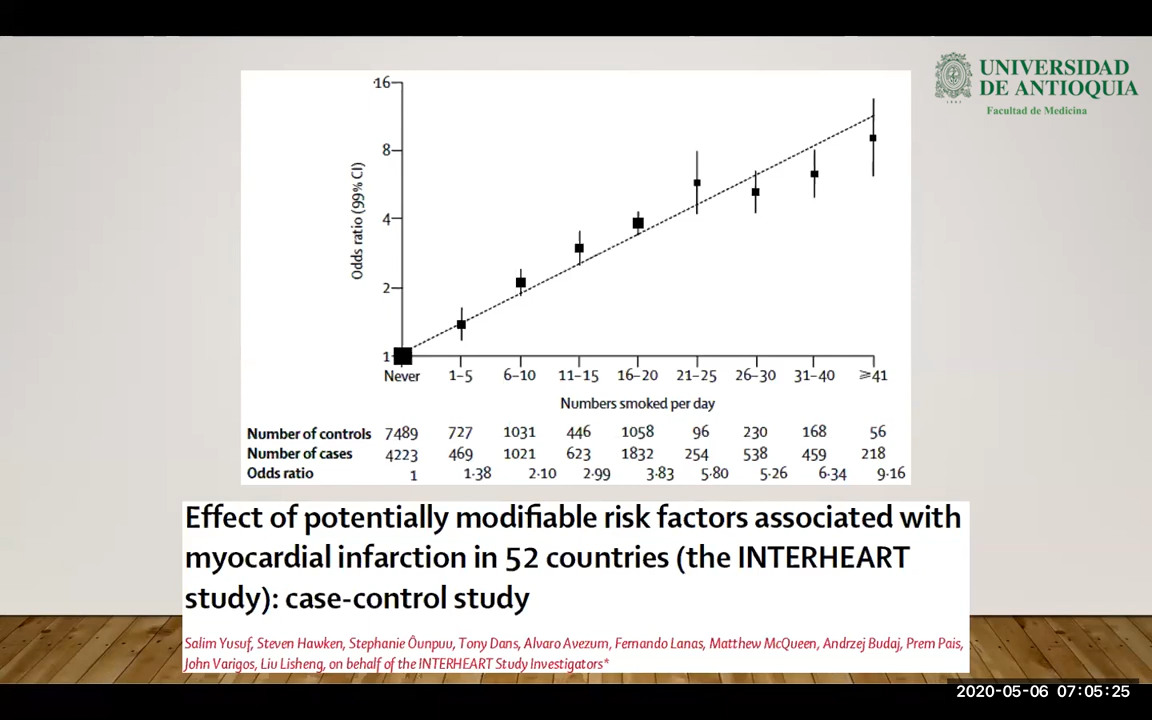 UNIVERSIDAD
DE ANTIOQUIA
Facultad de Medicina
1803
16
8
4
2
1
Odds ratio (99% CI)
Never 1–5 6–10 11–15 16–20 21–25 26–30 31–40 ≥41
Numbers smoked per day
Number of controls 7489 727 1031 446 1058 96 230 168 56
Number of cases 4223 469 1021 623 1832 254 538 459 218
Odds ratio 1 1·38 2·10 2·99 3·83 5·80 5·26 6·34 9·16
Effect of potentially modifiable risk factors associated with
myocardial infarction in 52 countries (the INTERHEART
study): case-control study
Salim Yusuf, Steven Hawken, Stephanie Ôunpuu, Tony Dans, Alvaro Avezum, Fernando Lanas, Matthew McQueen, Andrzej Budaj, Prem Pais,
John Varigos, Liu Lisheng, on behalf of the INTERHEART Study Investigators*
2020-05-06 07:05:25